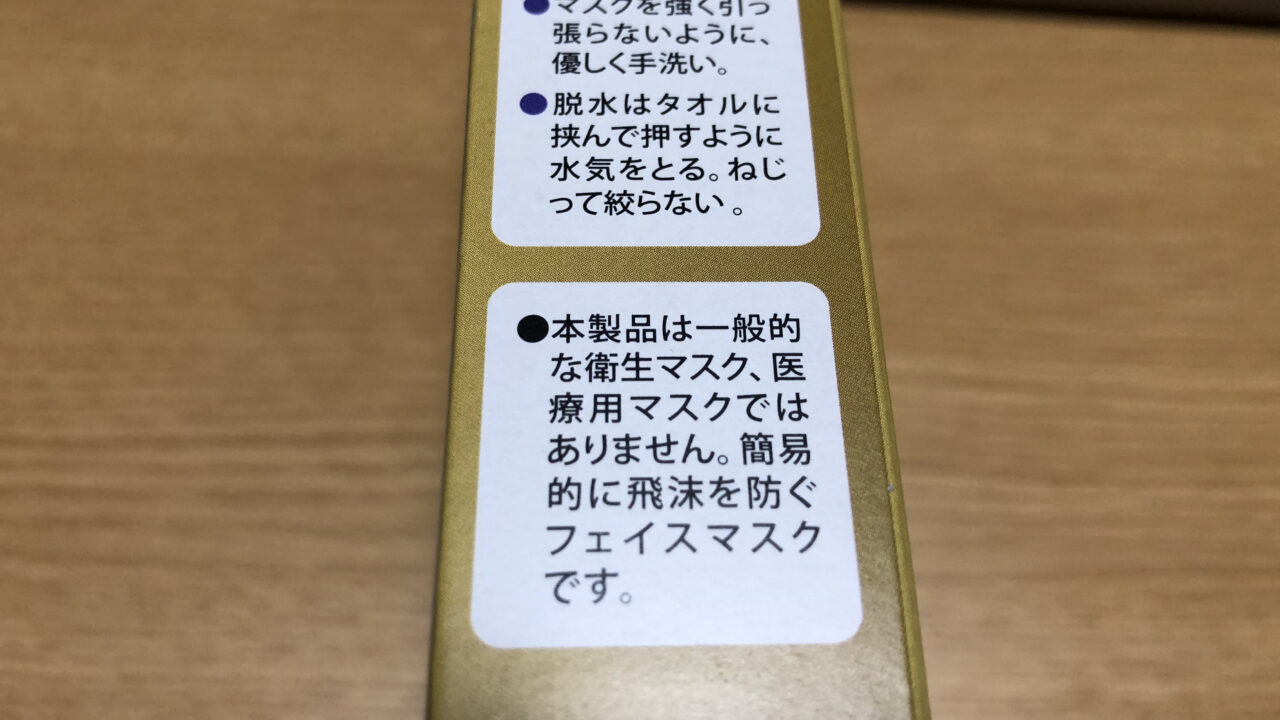 ●マスクを強く引っ
張らないように、
優しく手洗い。
●脱水はタオルに
挟んで押すように
水気をとる。ねじ
って絞らない。
●本製品は一般的
な衛生マスク、医
療用マスクでは
ありません。簡易
的に飛沫を防ぐ
フェイスマスク
です。